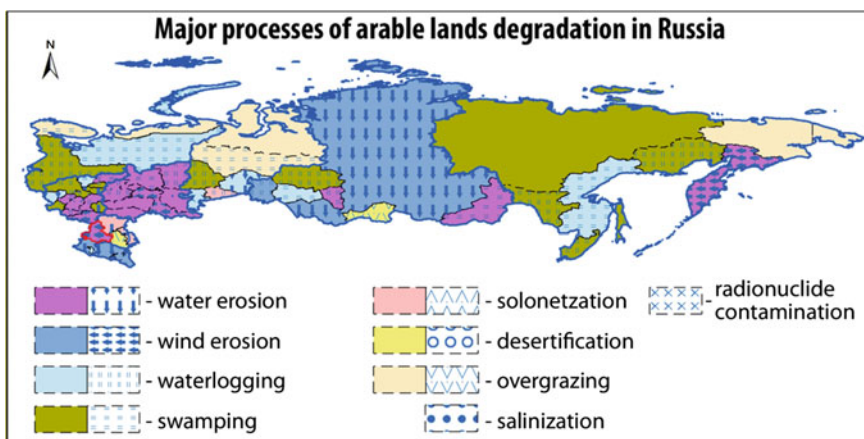 Major processes of arable lands degradation in Russia
N
- water erosion
- wind erosion
- waterlogging
- swamping
- solonetzation
- desertification
- overgrazing
- salinization
- radionuclide
contamination